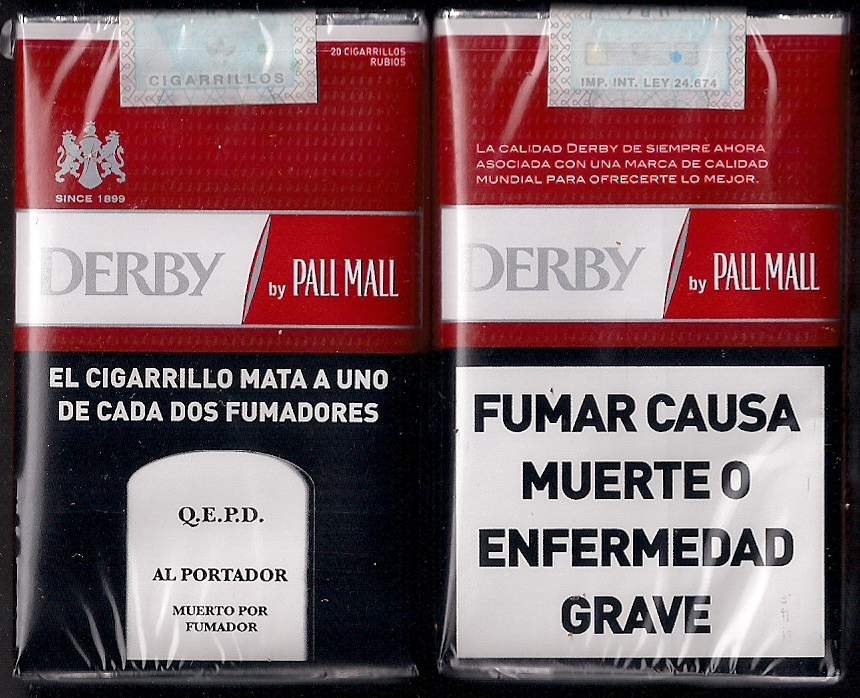 CIGARRILLOS
20 CIGARRILLOS
RUBIOS
SINCE 1899
DERBY by PALL MALL
EL CIGARRILLO MATA A UNO
DE CADA DOS FUMADORES
Q.E.P.D.
AL PORTADOR
MUERTO POR
FUMADOR
IMP. INT. LEY 24.674
LA CALIDAD DERBY DE SIEMPRE AHORA
ASOCIADA CON UNA MARCA DE CALIDAD
MUNDIAL PARA OFRECERTE LO MEJOR.
DERBY by PALL MALL
FUMAR CAUSA
MUERTE O
ENFERMEDAD
GRAVE